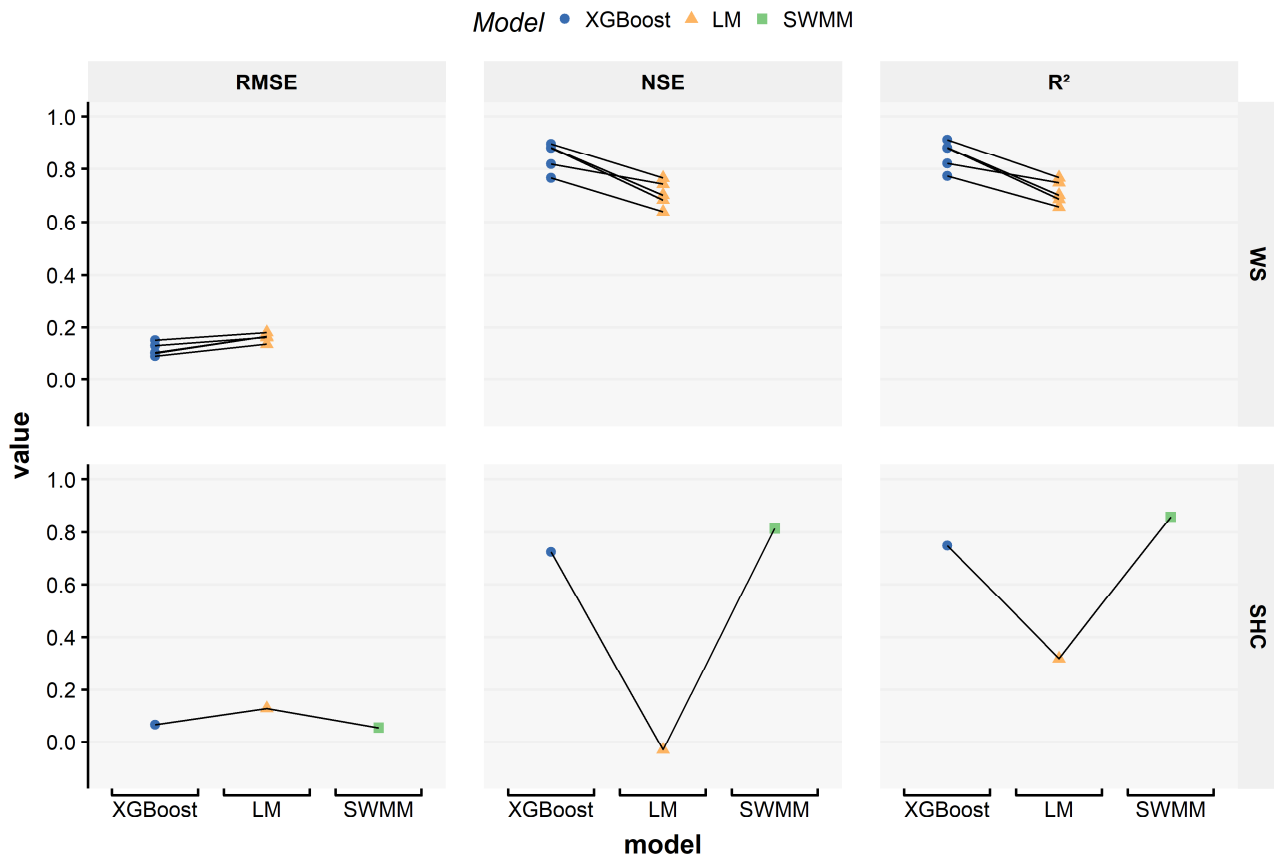 Model XGBoost LM SWMM
RMSE NSE R²
1.0
0.8
0.6
0.4
0.2
0.0
WS
value
1.0
0.8
0.6
0.4
0.2
0.0
SHC
XGBoost LM SWMM XGBoost LM SWMM XGBoost LM SWMM
model